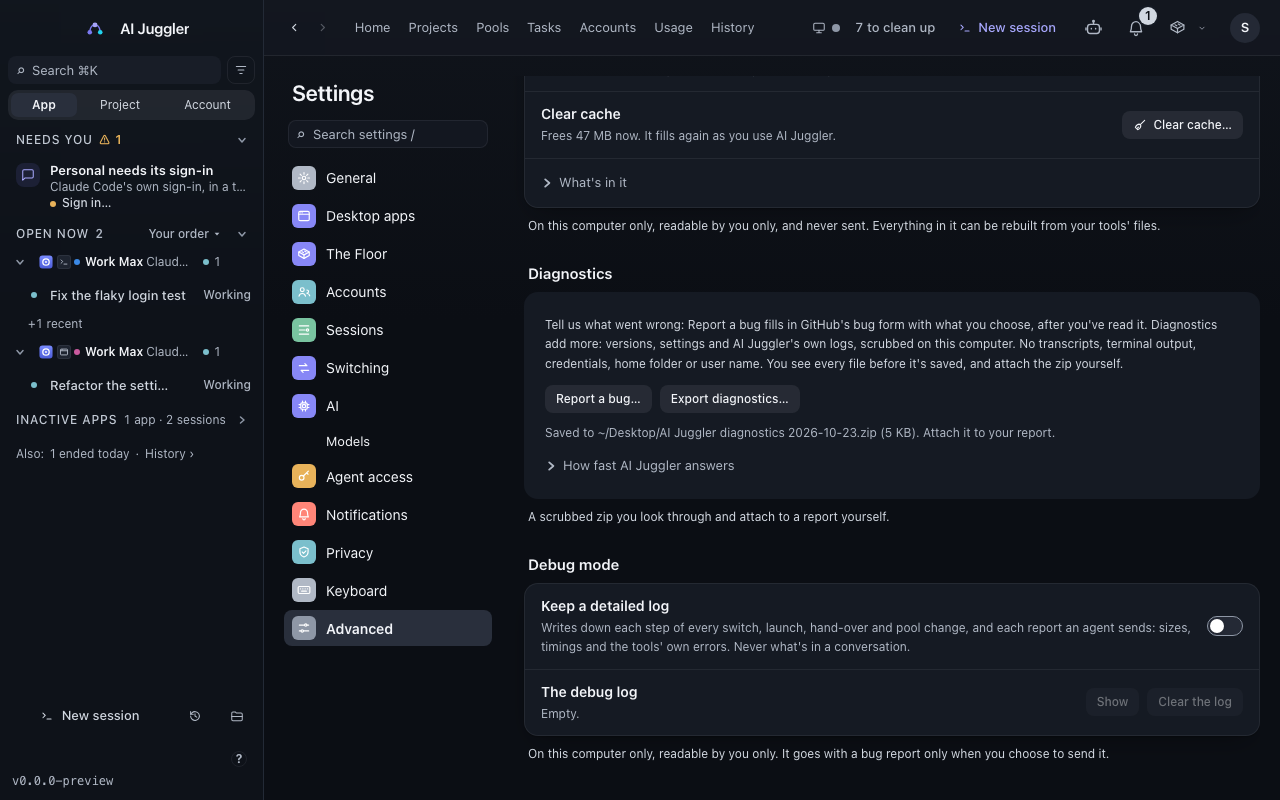 AI Juggler
Search ⌘K
App
Project
Account
NEEDS YOU 1
Personal needs its sign-in
Claude Code's own sign-in, in a t…
Sign in…
OPEN NOW 2
Your order
Work Max Claud… 1
Fix the flaky login test
Working
+1 recent
Work Max Claud… 1
Refactor the setti…
Working
INACTIVE APPS 1 app · 2 sessions
Also: 1 ended today · History ›
New session
?
v0.0.0-preview
Home
Projects
Pools
Tasks
Accounts
Usage
History
7 to clean up
New session
1
S
Settings
Search settings /
General
Desktop apps
The Floor
Accounts
Sessions
Switching
AI
Models
Agent access
Notifications
Privacy
Keyboard
Advanced
Clear cache
Frees 47 MB now. It fills again as you use AI Juggler.
Clear cache…
What's in it
On this computer only, readable by you only, and never sent. Everything in it can be rebuilt from your tools' files.
Diagnostics
Tell us what went wrong: Report a bug fills in GitHub's bug form with what you choose, after you've read it. Diagnostics
add more: versions, settings and AI Juggler's own logs, scrubbed on this computer. No transcripts, terminal output,
credentials, home folder or user name. You see every file before it's saved, and attach the zip yourself.
Report a bug…
Export diagnostics…
Saved to ~/Desktop/AI Juggler diagnostics 2026-10-23.zip (5 KB). Attach it to your report.
How fast AI Juggler answers
A scrubbed zip you look through and attach to a report yourself.
Debug mode
Keep a detailed log
Writes down each step of every switch, launch, hand-over and pool change, and each report an agent sends: sizes,
timings and the tools' own errors. Never what's in a conversation.
The debug log
Empty.
Show
Clear the log
On this computer only, readable by you only. It goes with a bug report only when you choose to send it.